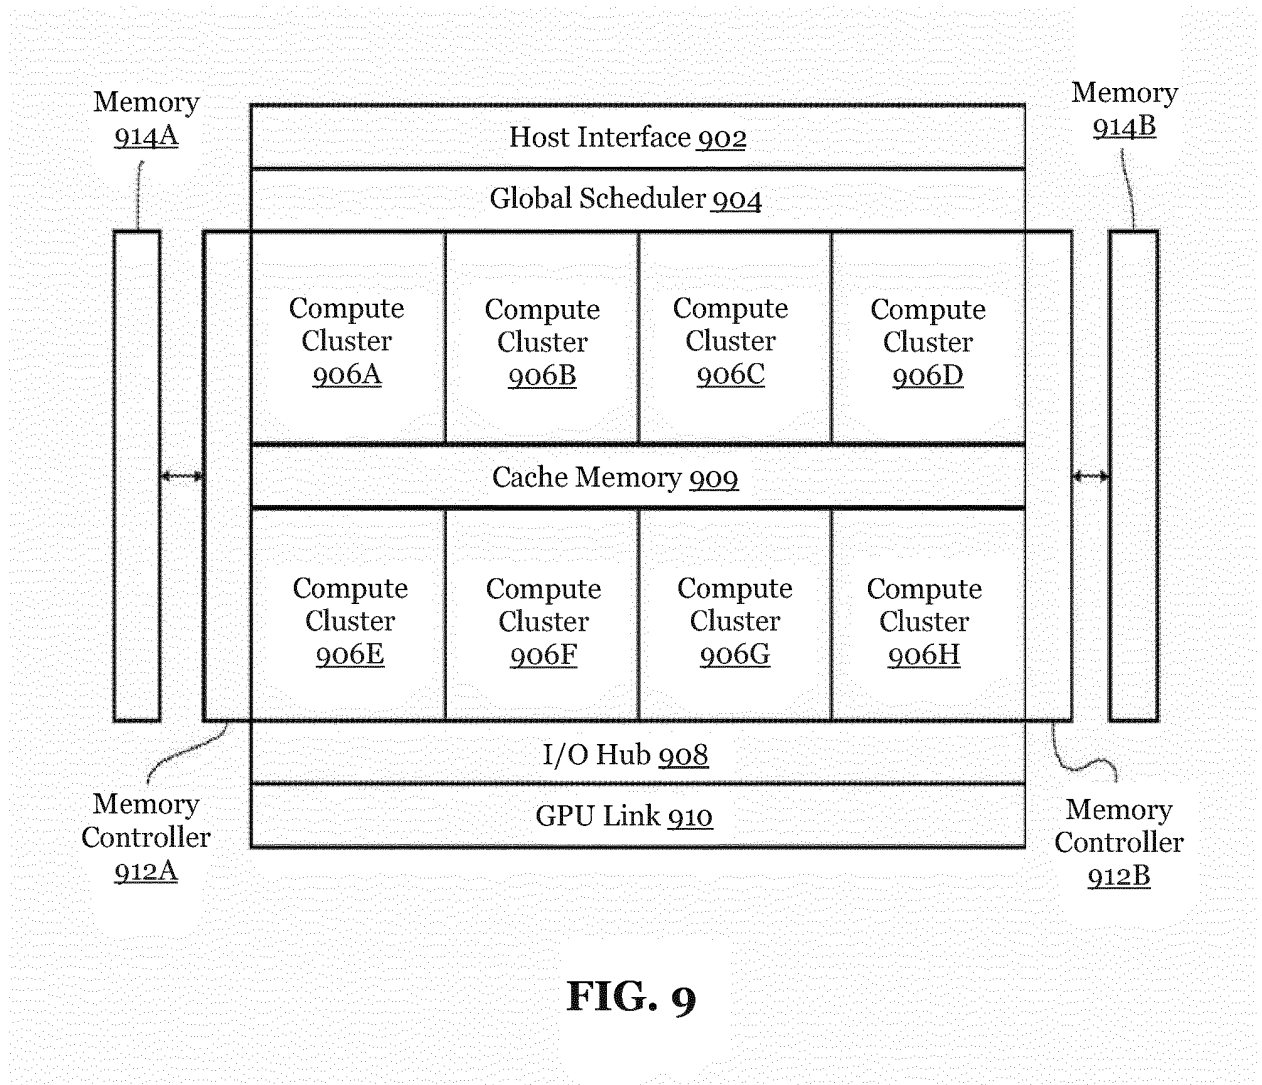 Memory
914A
Memory
914B
Host Interface 902
Global Scheduler 904
Compute
Cluster
906A
Compute
Cluster
906B
Compute
Cluster
906C
Compute
Cluster
906D
Cache Memory 909
Compute
Cluster
906E
Compute
Cluster
906F
Compute
Cluster
906G
Compute
Cluster
906H
I/O Hub 908
GPU Link 910
Memory
Controller
912A
Memory
Controller
912B
FIG. 9